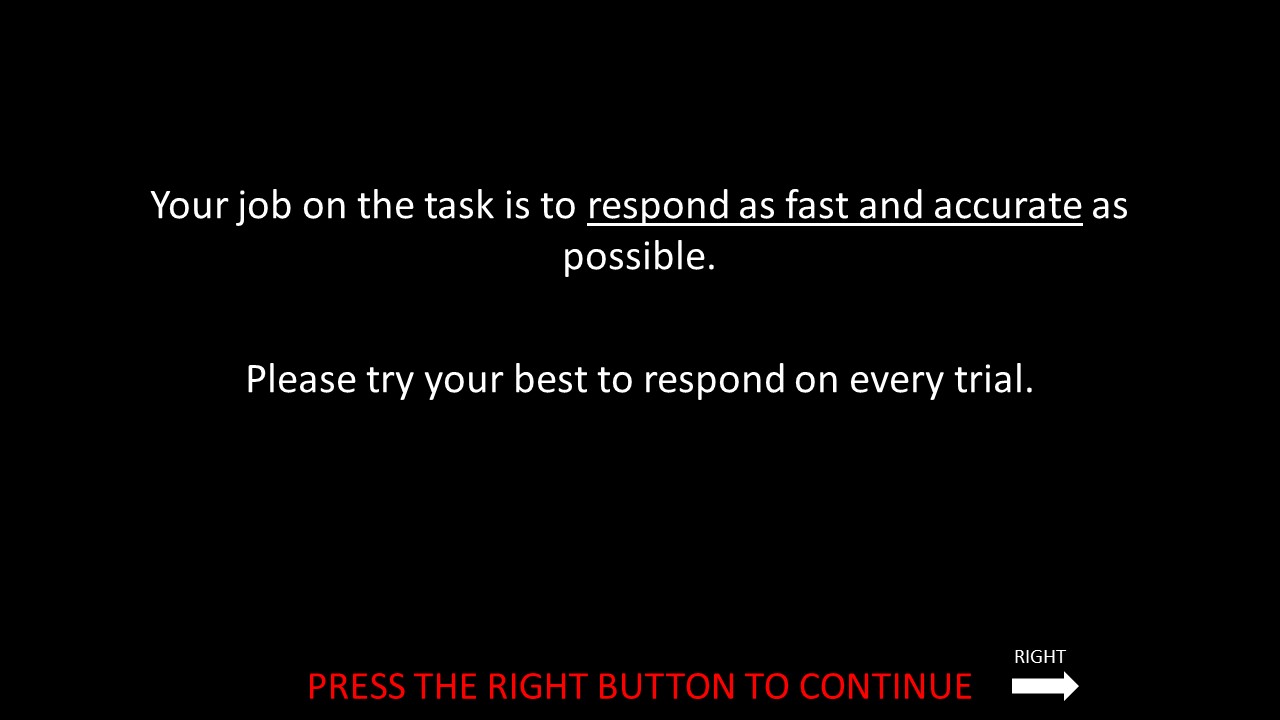 Your job on the task is to respond as fast and accurate as
possible.
Please try your best to respond on every trial.
RIGHT
PRESS THE RIGHT BUTTON TO CONTINUE